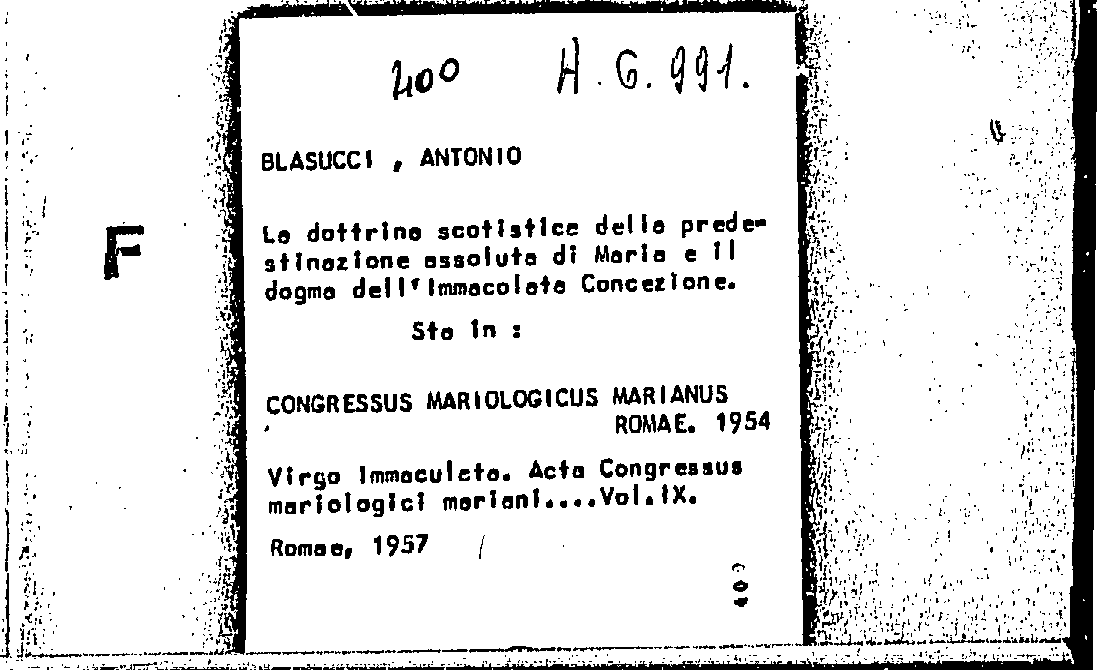 400 H. G. 991.
BLASUCCI , ANTONIO
F
La dottrina scotistica della prede-
stinazione assoluta di Maria e il
dogma dell'Immacolata Concezione.
Sta in :
CONGRESSUS MARIOLOGICUS MARIANUS
ROMAE. 1954
Virgo Immaculata. Acta Congressus
mariologici mariani....Vol.IX.
Romae, 1957 /
400